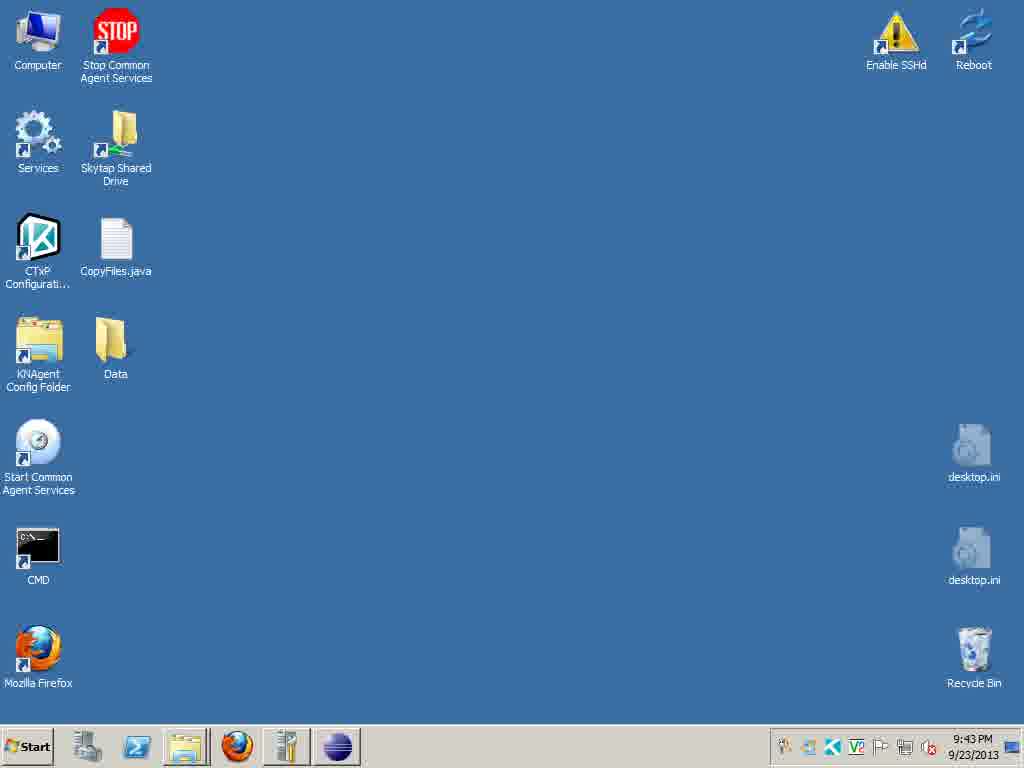 Computer
STOP
Stop Common
Agent Services
Enable SSHd
Reboot
Services
Skytap Shared
Drive
CTxP
Configurati...
CopyFiles.java
KNAgent
Config Folder
Data
Start Common
Agent Services
desktop.ini
C:\_
CMD
desktop.ini
Mozilla Firefox
Recycle Bin
Start
V2
9:43 PM
9/23/2013